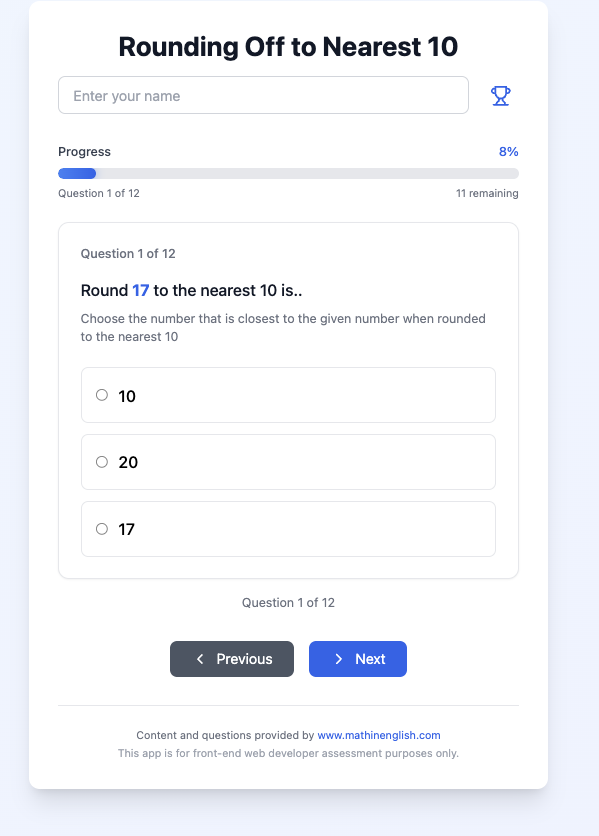 Rounding Off to Nearest 10
Enter your name
Progress
8%
Question 1 of 12
11 remaining
Question 1 of 12
Round 17 to the nearest 10 is..
Choose the number that is closest to the given number when rounded
to the nearest 10
10
20
17
Question 1 of 12
Previous
Next
Content and questions provided by www.mathinenglish.com
This app is for front-end web developer assessment purposes only.